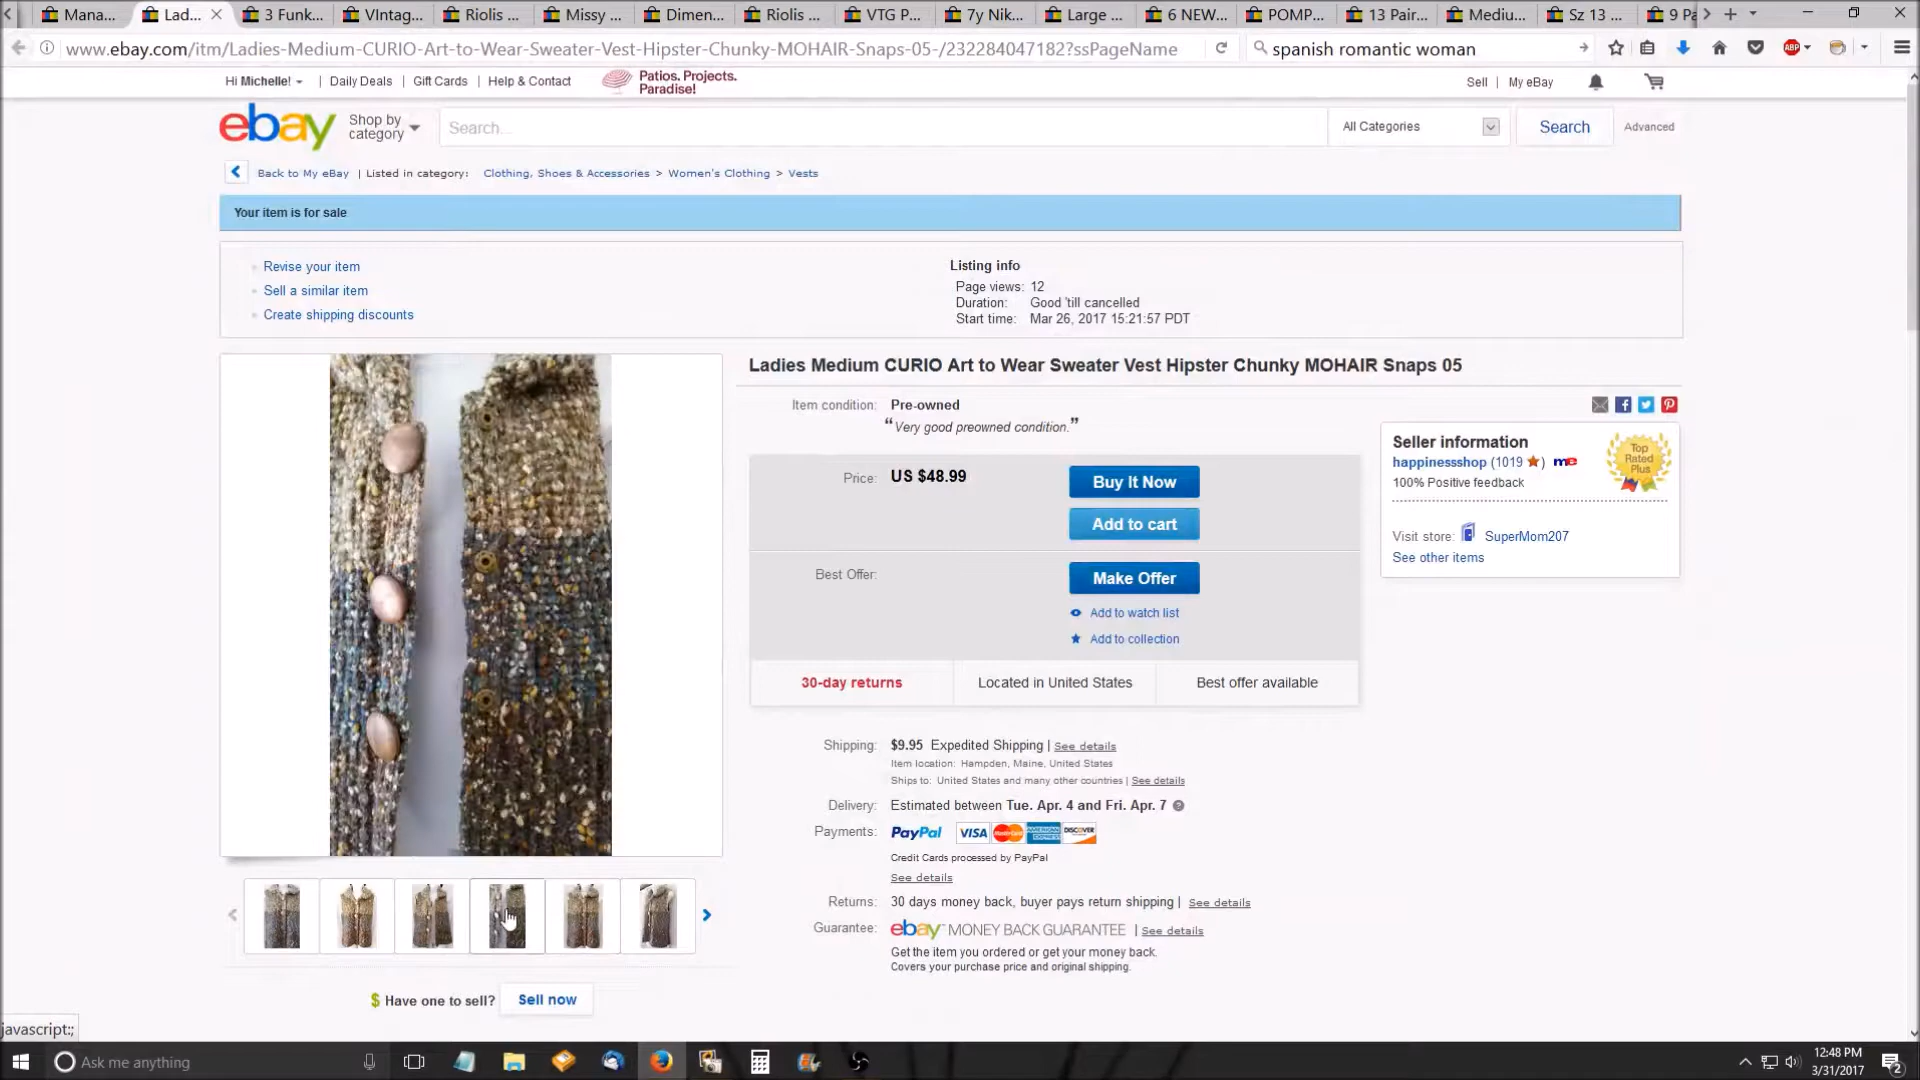 Mana...
Lad...
3 Funk...
VIntag...
Riolis ...
Missy ...
Dimen...
Riolis ...
VTG P...
7y Nik...
Large ...
6 NEW...
POMP...
13 Pair...
Mediu...
Sz 13 ...
9 Pa
www.ebay.com/itm/Ladies-Medium-CURIO-Art-to-Wear-Sweater-Vest-Hipster-Chunky-MOHAIR-Snaps-05-/232284047182?ssPageName
spanish romantic woman
ABP
Hi Michelle! | Daily Deals | Gift Cards | Help & Contact
Patios. Projects.
Paradise!
Sell | My eBay
ebay
Shop by
category
Search...
All Categories
Search
Advanced
Back to My eBay | Listed in category: Clothing, Shoes & Accessories > Women's Clothing > Vests
Your item is for sale
Revise your item
Sell a similar item
Create shipping discounts
Listing info
Page views: 12
Duration: Good 'till cancelled
Start time: Mar 26, 2017 15:21:57 PDT
Ladies Medium CURIO Art to Wear Sweater Vest Hipster Chunky MOHAIR Snaps 05
Item condition: Pre-owned
“Very good preowned condition.”
Price: US $48.99
Buy It Now
Add to cart
Best Offer:
Make Offer
Add to watch list
Add to collection
30-day returns
Located in United States
Best offer available
Seller information
happinessshop (1019 ) me
100% Positive feedback
Top
Rated
Plus
Visit store: SuperMom207
See other items
Shipping: $9.95 Expedited Shipping | See details
Item location: Hampden, Maine, United States
Ships to: United States and many other countries | See details
Delivery: Estimated between Tue. Apr. 4 and Fri. Apr. 7
Payments: PayPal VISA MasterCard AMERICAN EXPRESS DISCOVER
Credit Cards processed by PayPal
See details
Returns: 30 days money back, buyer pays return shipping | See details
Guarantee: ebay MONEY BACK GUARANTEE | See details
Get the item you ordered or get your money back.
Covers your purchase price and original shipping.
$ Have one to sell? Sell now
javascript:;
Ask me anything
12:48 PM
3/31/2017
2